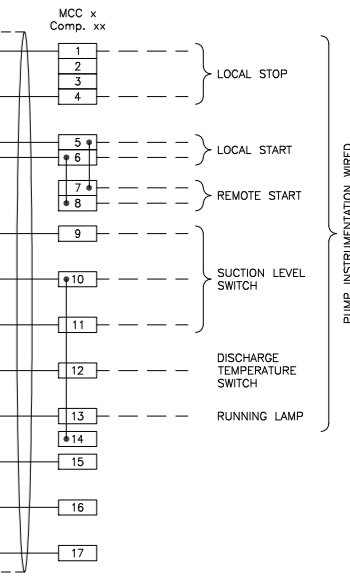 MCC x
Comp. xx
1
2
3
4
LOCAL STOP
5
6
LOCAL START
7
8
REMOTE START
9
10
11
SUCTION LEVEL
SWITCH
12
DISCHARGE
TEMPERATURE
SWITCH
13
RUNNING LAMP
14
15
16
17
PUMP INSTRUMENTATION WIRED